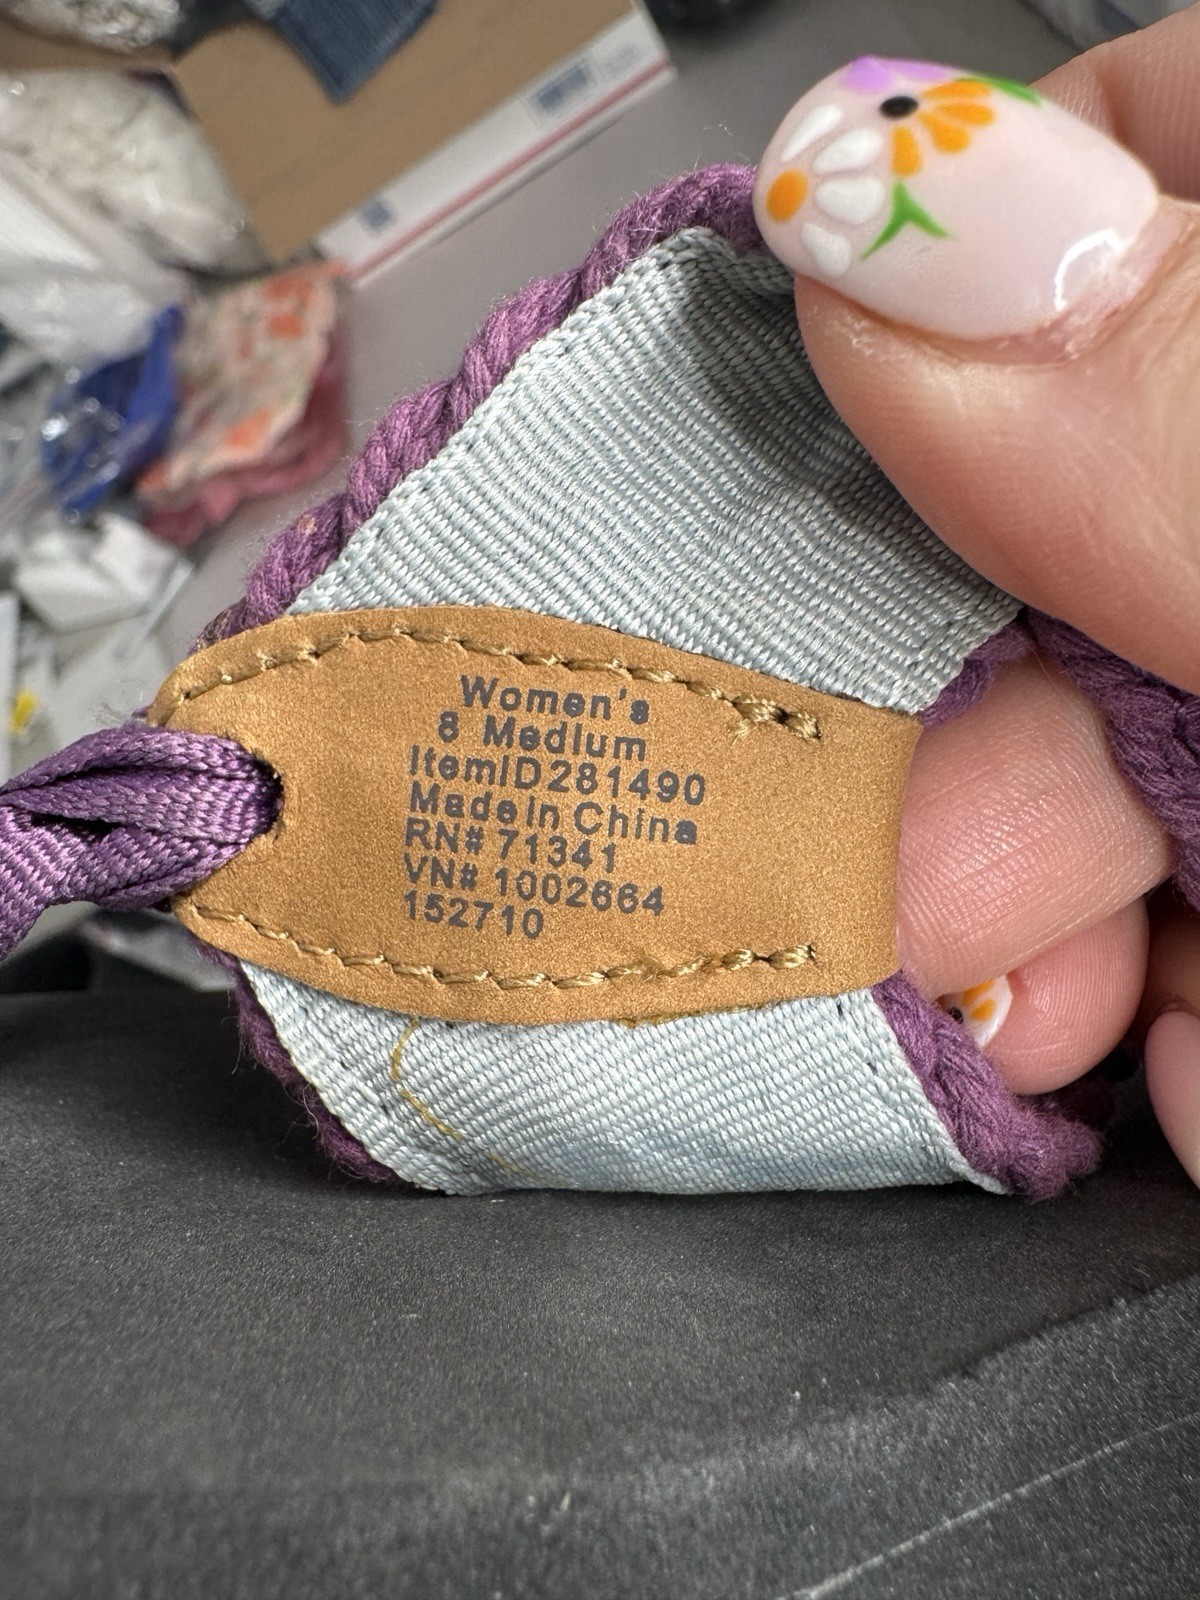 Women's
8 Medium
ItemID281490
Made in China
RN# 71341
VN# 1002664
152710